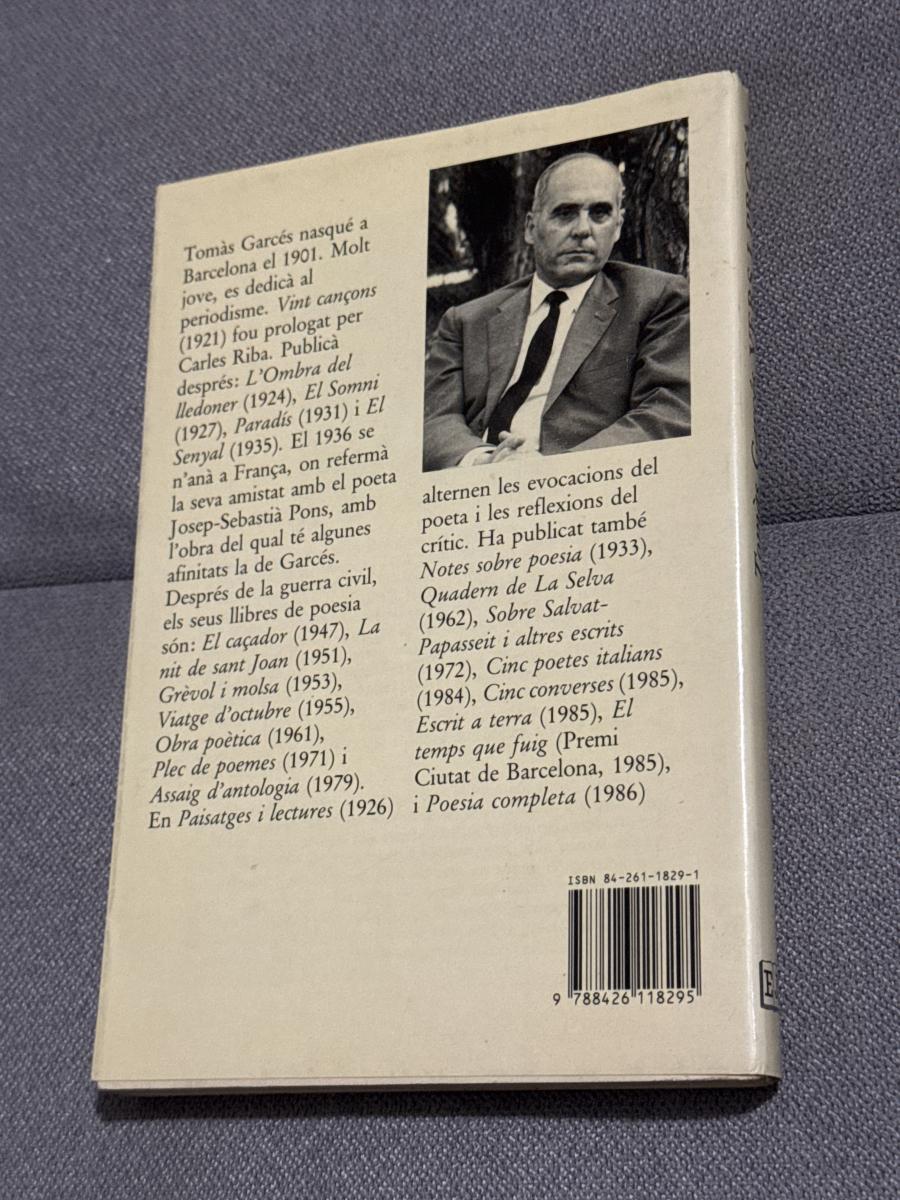 Tomàs Garcés nasqué a
Barcelona el 1901. Molt
jove, es dedicà al
periodisme. Vint cançons
(1921) fou prologat per
Carles Riba. Publicà
després: L'Ombra del
lledoner (1924), El Somni
(1927), Paradís (1931) i El
Senyal (1935). El 1936 se
n'anà a França, on refermà
la seva amistat amb el poeta
Josep-Sebastià Pons, amb
l'obra del qual té algunes
afinitats la de Garcés.
Després de la guerra civil,
els seus llibres de poesia
són: El caçador (1947), La
nit de sant Joan (1951),
Grèvol i molsa (1953),
Viatge d'octubre (1955),
Obra poètica (1961),
Plec de poemes (1971) i
Assaig d'antologia (1979).
En Paisatges i lectures (1926)
alternen les evocacions del
poeta i les reflexions del
crític. Ha publicat també
Notes sobre poesia (1933),
Quadern de La Selva
(1962), Sobre Salvat-
Papasseit i altres escrits
(1972), Cinc poetes italians
(1984), Cinc converses (1985),
Escrit a terra (1985), El
temps que fuig (Premi
Ciutat de Barcelona, 1985),
i Poesia completa (1986)
ISBN 84-261-1829-1
9 788426 118295